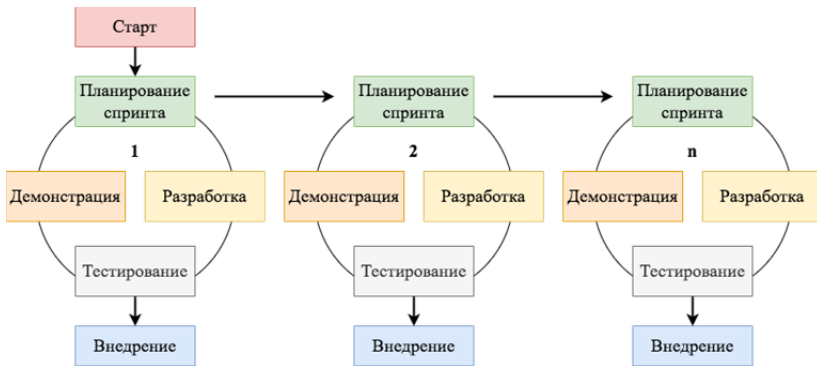 Старт
Планирование
спринта
Планирование
спринта
Планирование
спринта
1
2
n
Демонстрация
Разработка
Демонстрация
Разработка
Демонстрация
Разработка
Тестирование
Тестирование
Тестирование
Внедрение
Внедрение
Внедрение